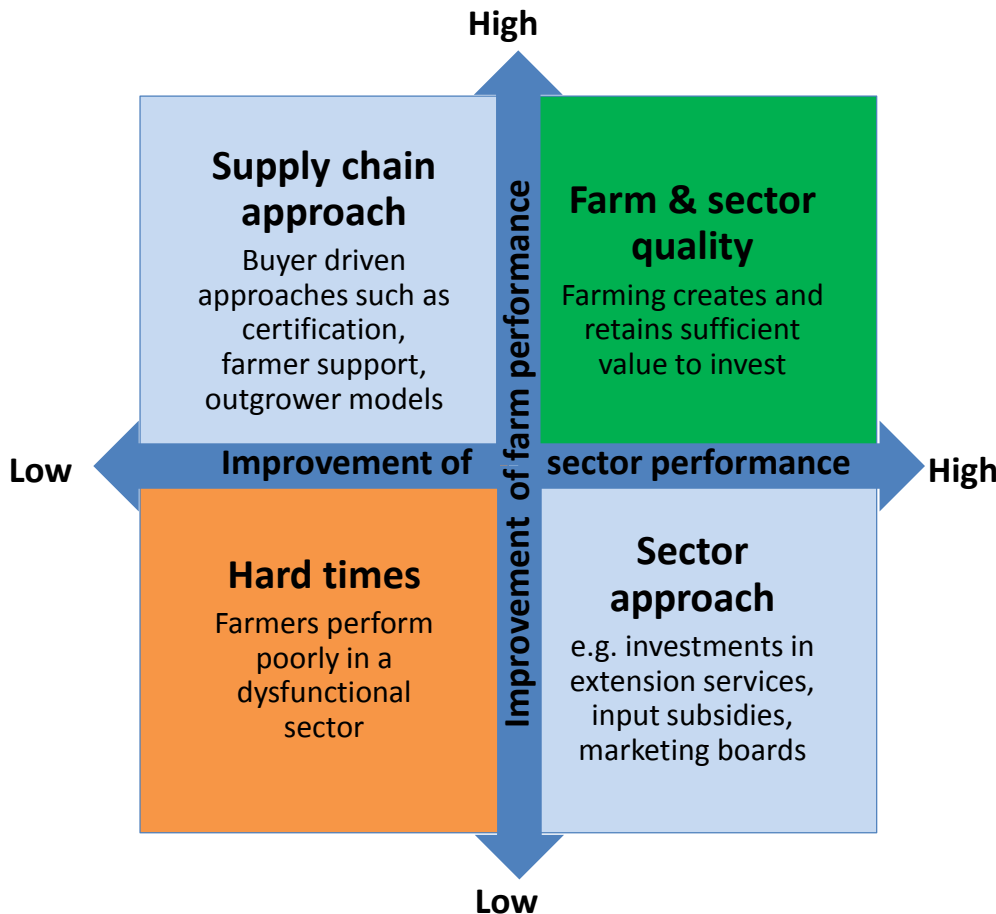 High
Supply chain
approach
Buyer driven
approaches such as
certification,
farmer support,
outgrower models
Farm & sector
quality
Farming creates and
retains sufficient
value to invest
Improvement of farm performance
Low
Improvement of sector performance
High
Hard times
Farmers perform
poorly in a
dysfunctional
sector
Sector
approach
e.g. investments in
extension services,
input subsidies,
marketing boards
Low